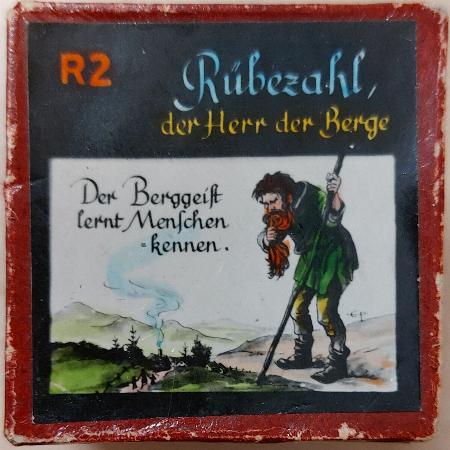 R2
Rübezahl,
der Herr der Berge
Der Berggeiſt
lernt Menſchen
=kennen.